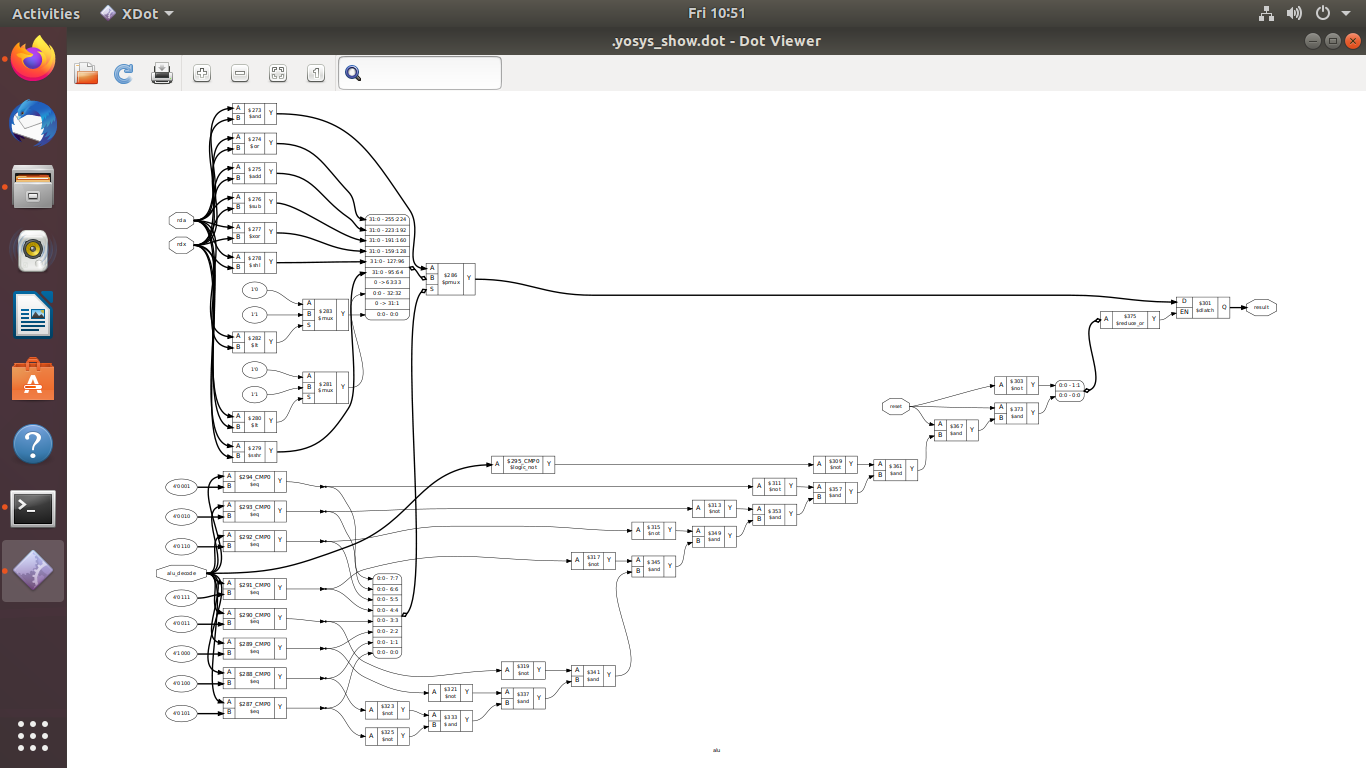 Activities
XDot
Fri 10:51
.yosys_show.dot - Dot Viewer
A
B
$273
$and
Y
A
B
$274
$or
Y
A
B
$275
$add
Y
A
B
$276
$sub
Y
A
B
$277
$xor
Y
A
B
$278
$shl
Y
rda
rdx
31:0 - 255:224
31:0 - 223:192
31:0 - 191:160
31:0 - 159:128
31:0 - 127:96
31:0 - 95:64
0 -> 63:33
0:0 - 32:32
0 -> 31:1
0:0 - 0:0
A
B
S
$286
$pmux
Y
1'0
1'1
A
B
S
$283
$mux
Y
A
B
$282
$lt
Y
1'0
1'1
A
B
S
$281
$mux
Y
A
B
$280
$lt
Y
A
B
$279
$sshr
Y
D
EN
$301
$dlatch
Q
result
A
$375
$reduce_or
Y
reset
A
$303
$not
Y
0:0 - 1:1
0:0 - 0:0
A
B
$373
$and
Y
A
B
$367
$and
Y
A
$295_CMP0
$logic_not
Y
A
$309
$not
Y
A
B
$361
$and
Y
4'0001
A
B
$294_CMP0
$eq
Y
A
$311
$not
Y
A
B
$357
$and
Y
4'0010
A
B
$293_CMP0
$eq
Y
A
$313
$not
Y
A
B
$353
$and
Y
4'0110
A
B
$292_CMP0
$eq
Y
A
$315
$not
Y
A
B
$349
$and
Y
alu_decode
A
$317
$not
Y
A
B
$345
$and
Y
4'0111
A
B
$291_CMP0
$eq
Y
0:0 - 7:7
0:0 - 6:6
0:0 - 5:5
0:0 - 4:4
0:0 - 3:3
0:0 - 2:2
0:0 - 1:1
0:0 - 0:0
4'0011
A
B
$290_CMP0
$eq
Y
4'1000
A
B
$289_CMP0
$eq
Y
4'0100
A
B
$288_CMP0
$eq
Y
4'0101
A
B
$287_CMP0
$eq
Y
A
$319
$not
Y
A
B
$341
$and
Y
A
$321
$not
Y
A
B
$337
$and
Y
A
$323
$not
Y
A
B
$333
$and
Y
A
$325
$not
Y
alu